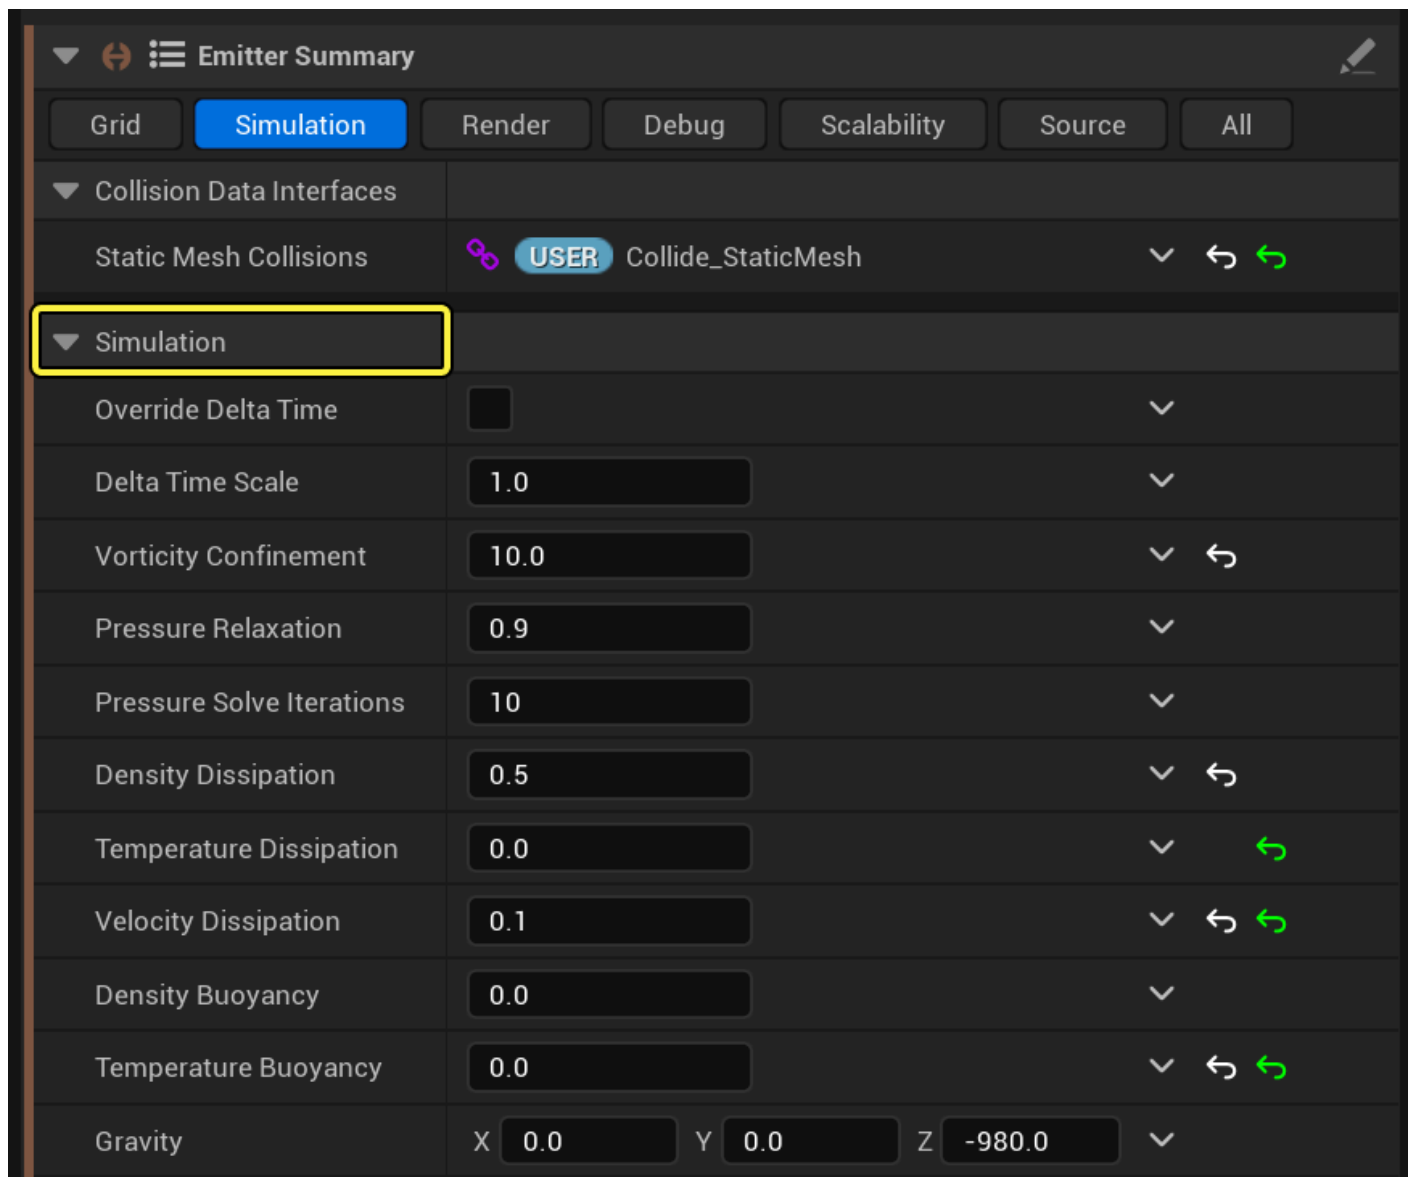 Emitter Summary
Grid Simulation Render Debug Scalability Source All
Collision Data Interfaces
Static Mesh Collisions USER Collide_StaticMesh
Simulation
Override Delta Time
Delta Time Scale 1.0
Vorticity Confinement 10.0
Pressure Relaxation 0.9
Pressure Solve Iterations 10
Density Dissipation 0.5
Temperature Dissipation 0.0
Velocity Dissipation 0.1
Density Buoyancy 0.0
Temperature Buoyancy 0.0
Gravity X 0.0 Y 0.0 Z -980.0